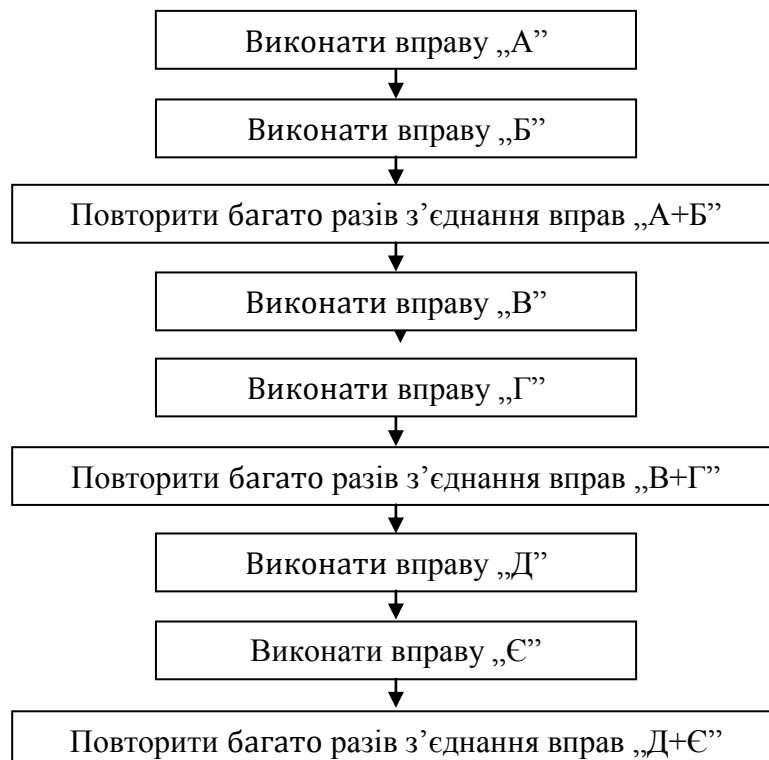 Виконати вправу „А”
Виконати вправу „Б”
Повторити багато разів з’єднання вправ „А+Б”
Виконати вправу „В”
Виконати вправу „Г”
Повторити багато разів з’єднання вправ „В+Г”
Виконати вправу „Д”
Виконати вправу „Є”
Повторити багато разів з’єднання вправ „Д+Є”